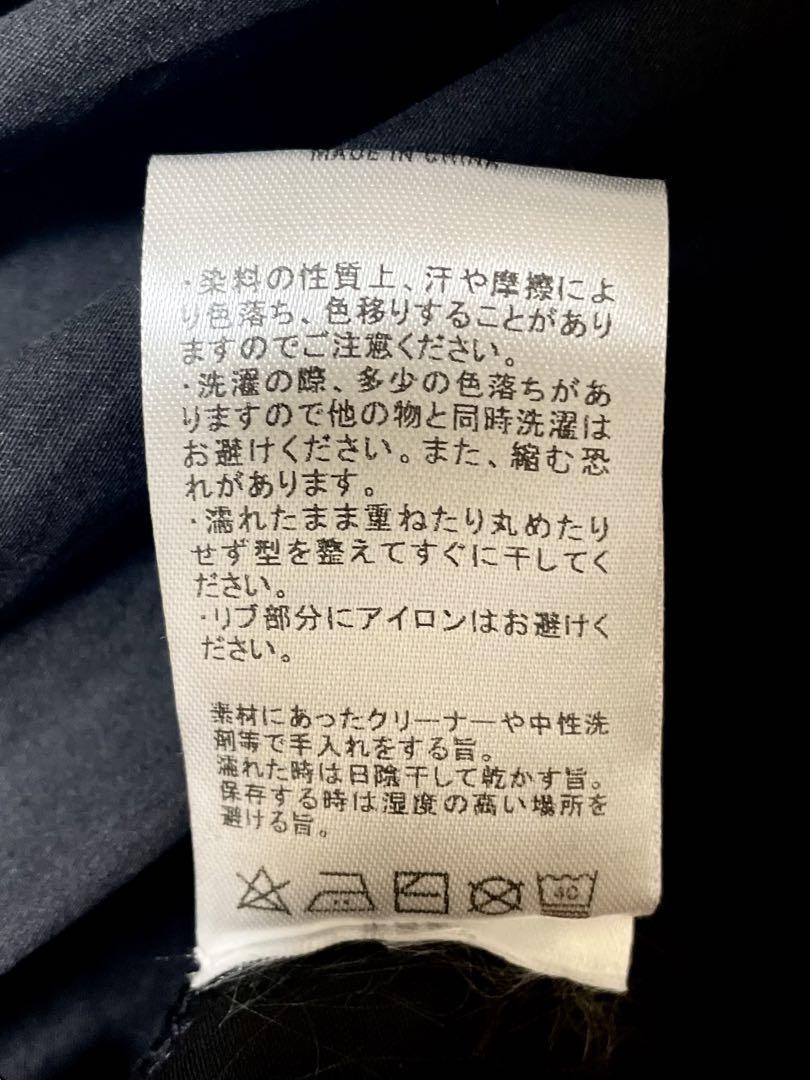 MADE IN CHINA
・染料の性質上、汗や摩擦によ
り色落ち、色移りすることがあり
ますのでご注意ください。
・洗濯の際、多少の色落ちがあ
りますので他の物と同時洗濯は
お避けください。また、縮む恐
れがあります。
・濡れたまま重ねたり丸めたり
せず型を整えてすぐに干してく
ださい。
・リブ部分にアイロンはお避けく
ださい。
素材にあったクリーナーや中性洗
剤等で手入れをする旨。
濡れた時は日陰干して乾かす旨。
保存する時は湿度の高い場所を
避ける旨。
40